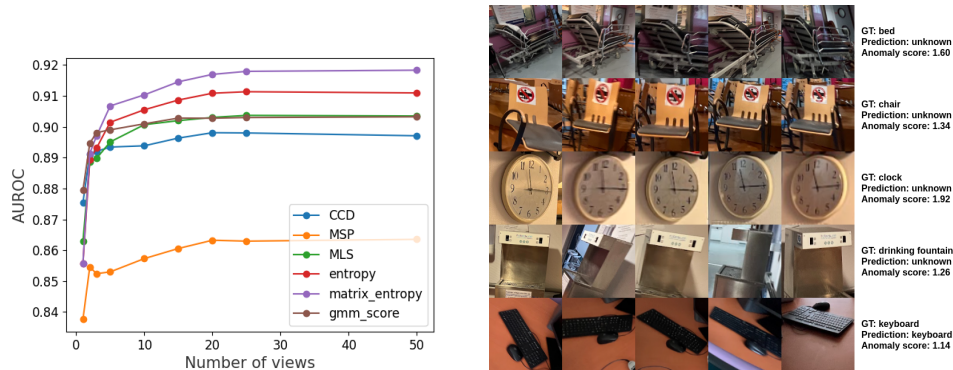 0.92
0.91
0.90
0.89
0.88
0.87
0.86
0.85
0.84
AUROC
0
10
20
30
40
50
Number of views
CCD
MSP
MLS
entropy
matrix_entropy
gmm_score
GT: bed
Prediction: unknown
Anomaly score: 1.60
GT: chair
Prediction: unknown
Anomaly score: 1.34
GT: clock
Prediction: unknown
Anomaly score: 1.92
GT: drinking fountain
Prediction: unknown
Anomaly score: 1.26
GT: keyboard
Prediction: keyboard
Anomaly score: 1.14